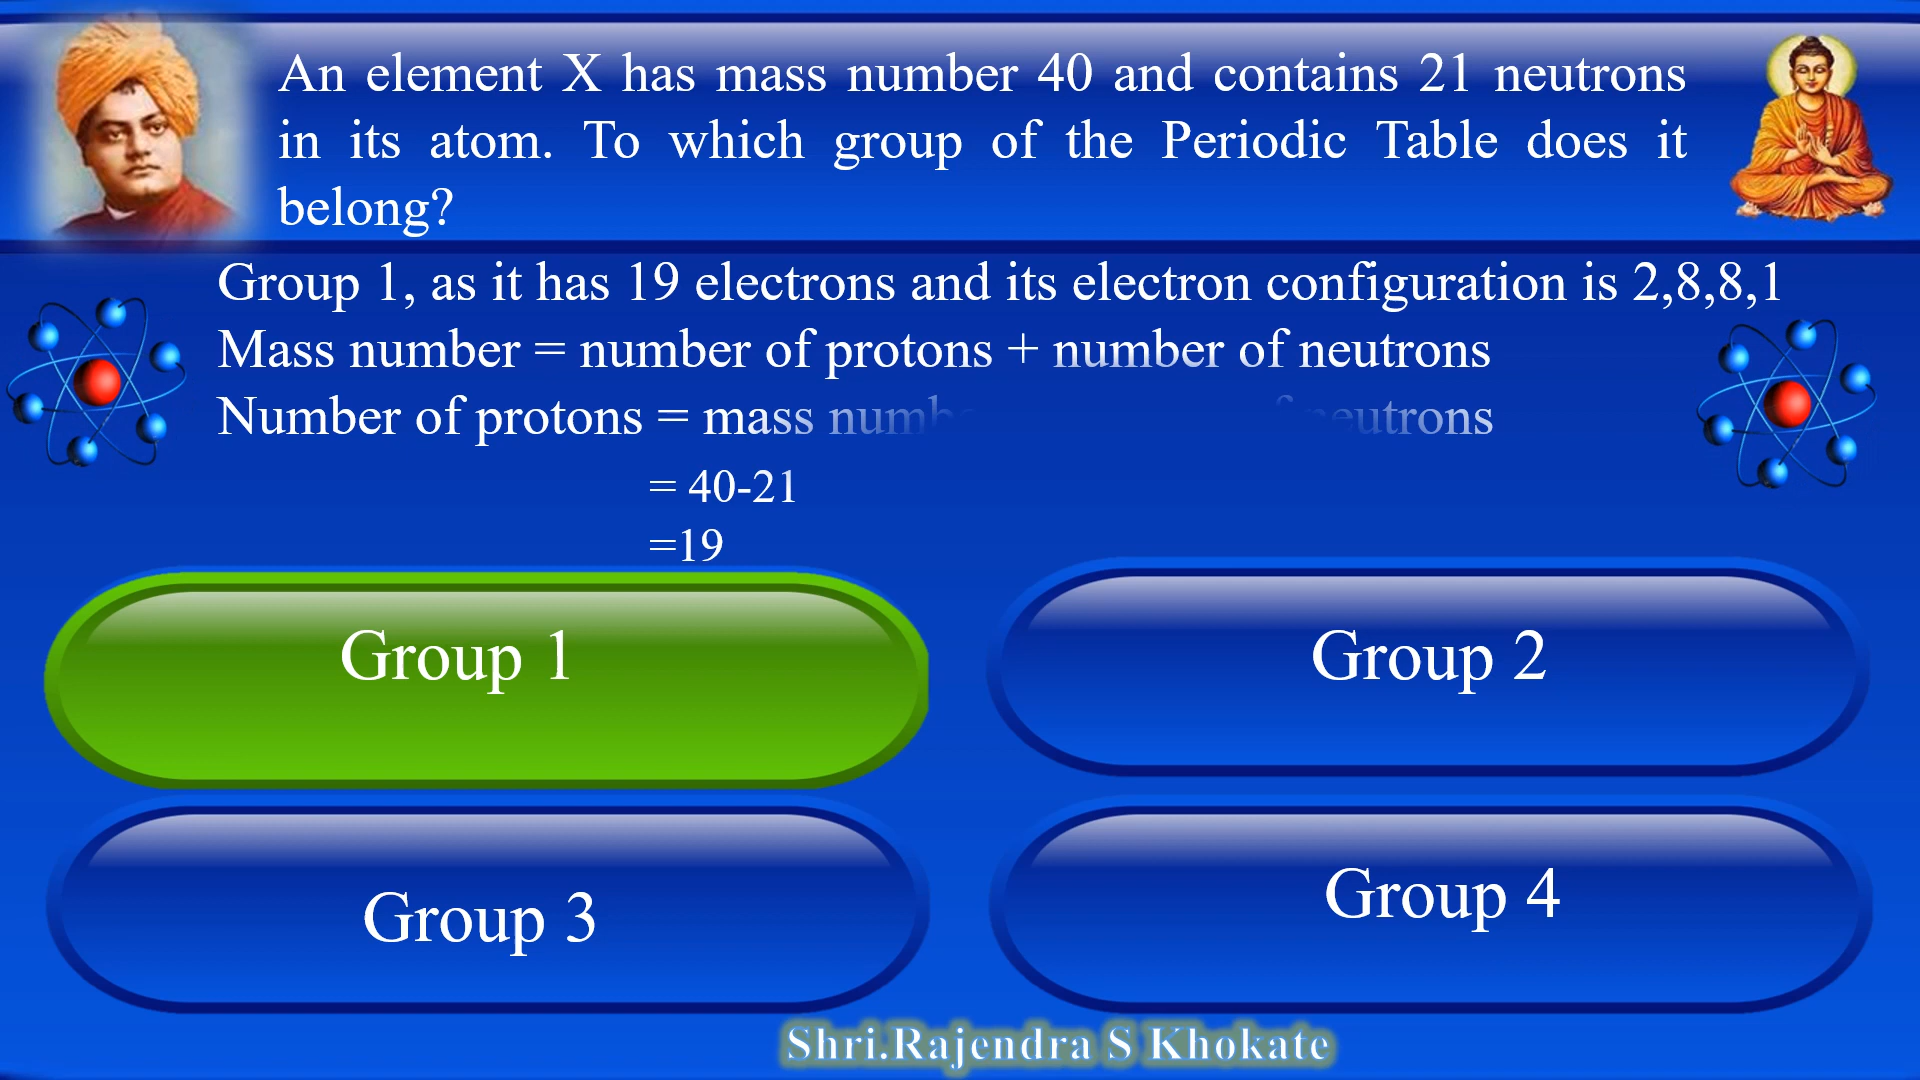 An element X has mass number 40 and contains 21 neutrons
in its atom. To which group of the Periodic Table does it
belong?
Group 1, as it has 19 electrons and its electron configuration is 2,8,8,1
Mass number = number of protons + number of neutrons
Number of protons = mass neutrons
= 40-21
=19
Group 1
Group 2
Group 3
Group 4
Shri.Rajendra S Khokate